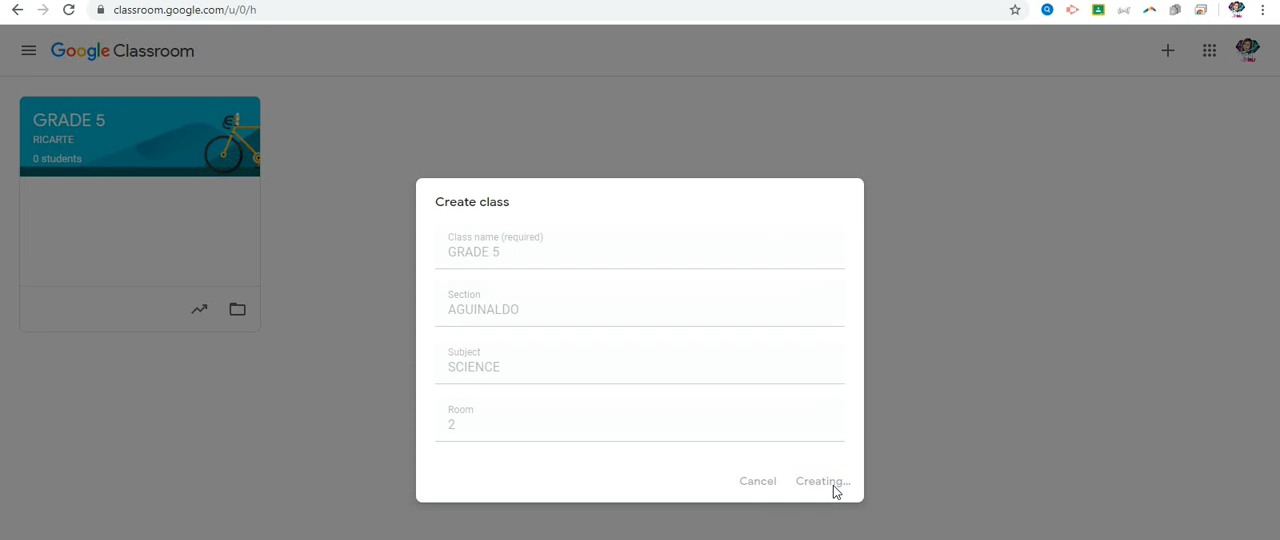 classroom.google.com/u/0/h
Google Classroom
GRADE 5
RICARTE
0 students
Create class
Class name (required)
GRADE 5
Section
AGUINALDO
Subject
SCIENCE
Room
2
Cancel Creating...